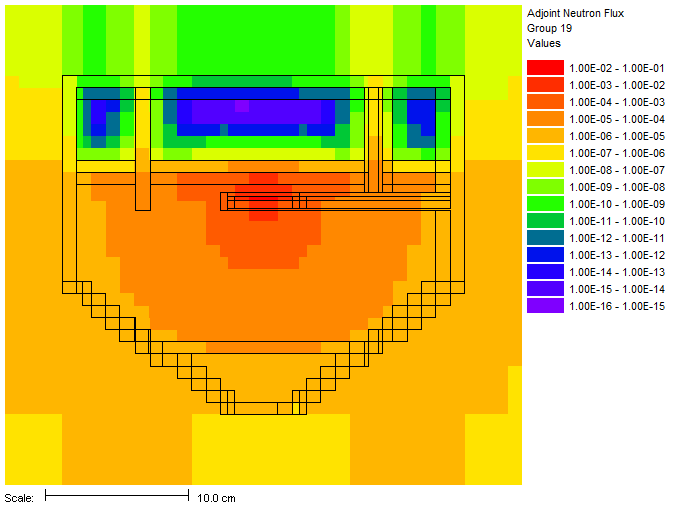 Adjoint Neutron Flux
Group 19
Values
1.00E-02 - 1.00E-01
1.00E-03 - 1.00E-02
1.00E-04 - 1.00E-03
1.00E-05 - 1.00E-04
1.00E-06 - 1.00E-05
1.00E-07 - 1.00E-06
1.00E-08 - 1.00E-07
1.00E-09 - 1.00E-08
1.00E-10 - 1.00E-09
1.00E-11 - 1.00E-10
1.00E-12 - 1.00E-11
1.00E-13 - 1.00E-12
1.00E-14 - 1.00E-13
1.00E-15 - 1.00E-14
1.00E-16 - 1.00E-15
Scale: 10.0 cm